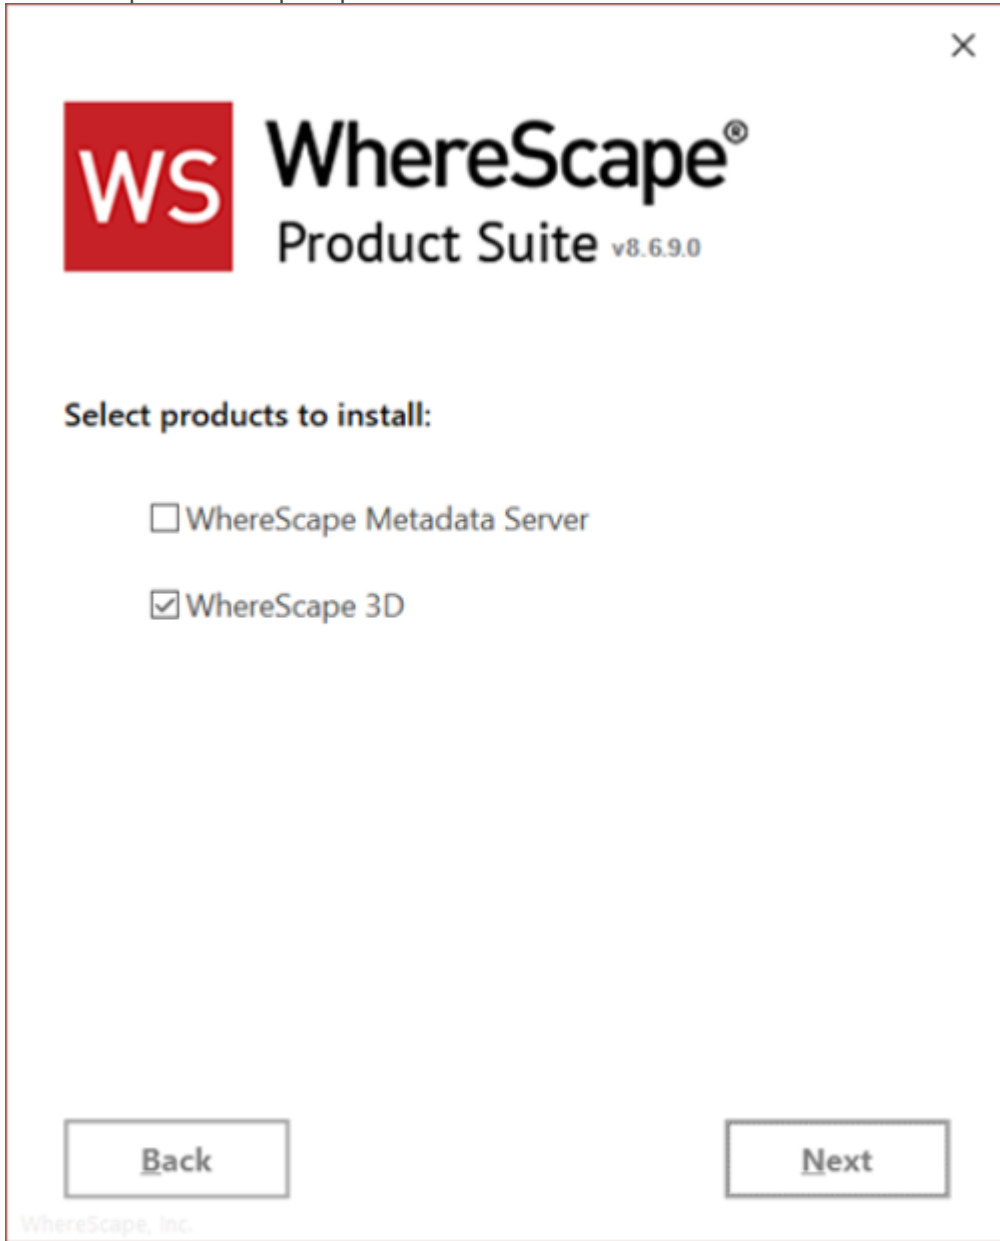 WS
WhereScape®
Product Suite v8.6.9.0
Select products to install:
WhereScape Metadata Server
WhereScape 3D
Back
Next
WhereScape, Inc.